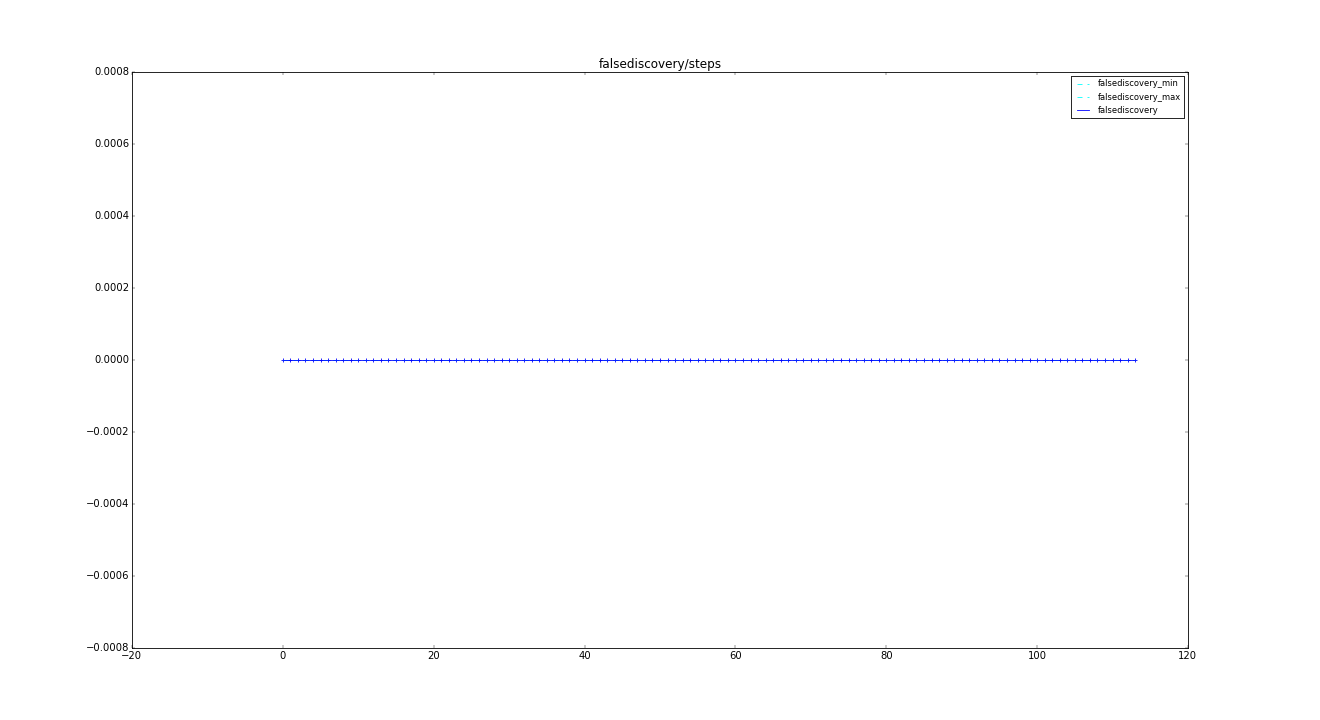 falsediscovery/steps
0.0008
falsediscovery_min
falsediscovery_max
falsediscovery
0.0006
0.0004
0.0002
0.0000
−0.0002
−0.0004
−0.0006
−0.0008
−20 0 20 40 60 80 100 120